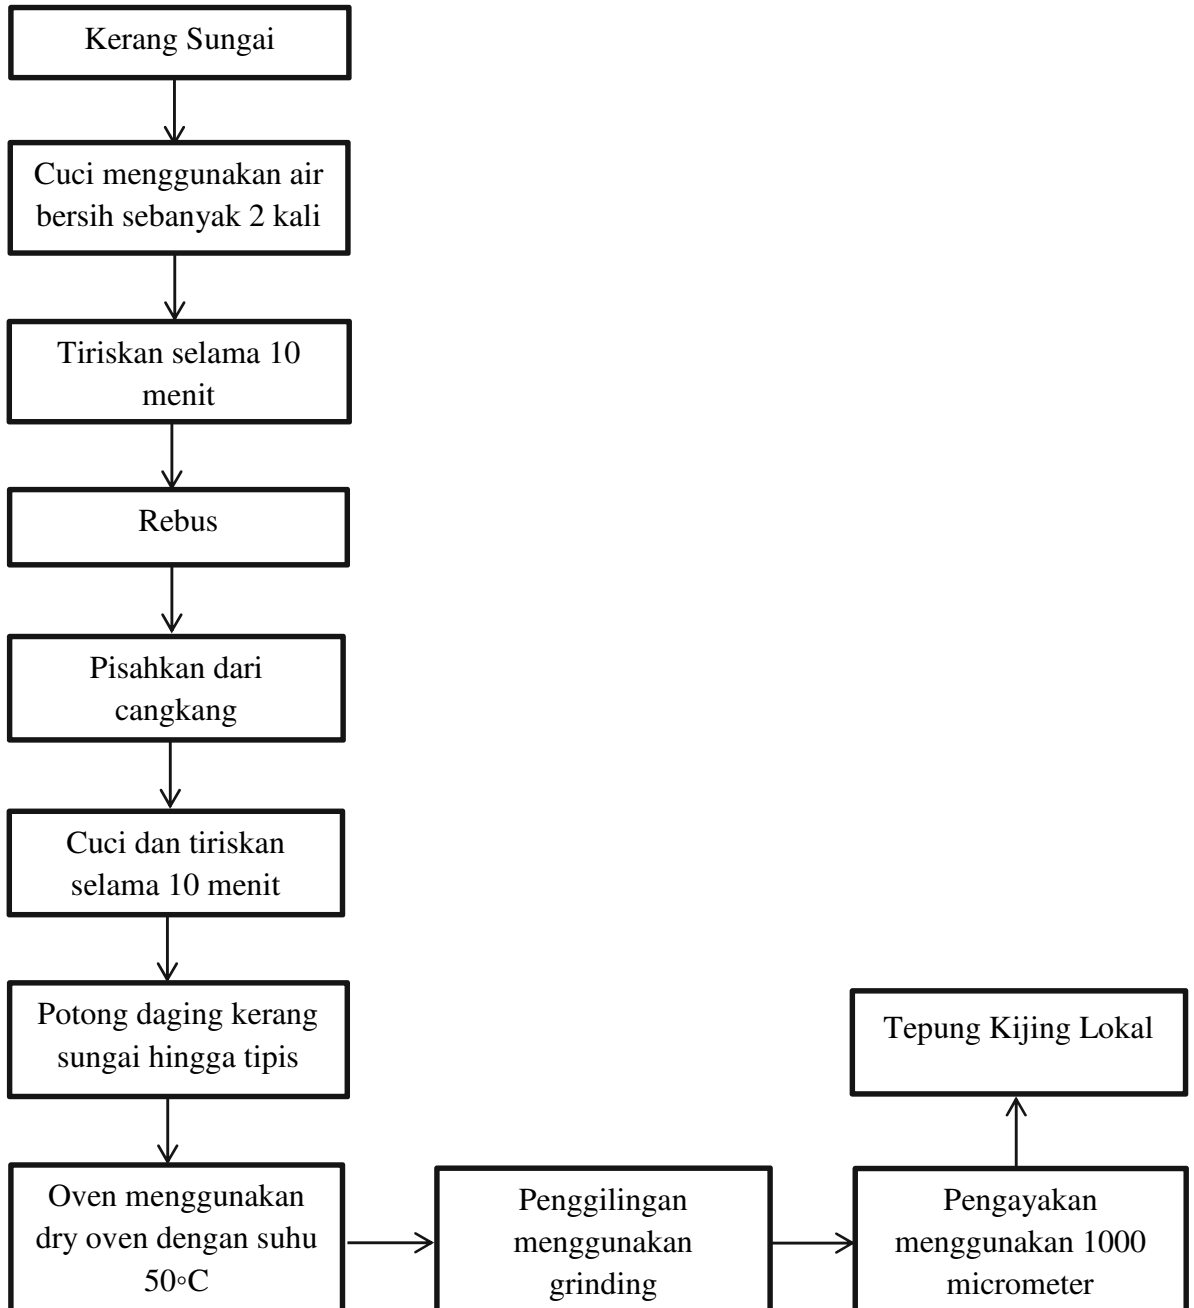 Kerang Sungai
Cuci menggunakan air
bersih sebanyak 2 kali
Tiriskan selama 10
menit
Rebus
Pisahkan dari
cangkang
Cuci dan tiriskan
selama 10 menit
Potong daging kerang
sungai hingga tipis
Oven menggunakan
dry oven dengan suhu
50◦C
Penggilingan
menggunakan
grinding
Pengayakan
menggunakan 1000
micrometer
Tepung Kijing Lokal